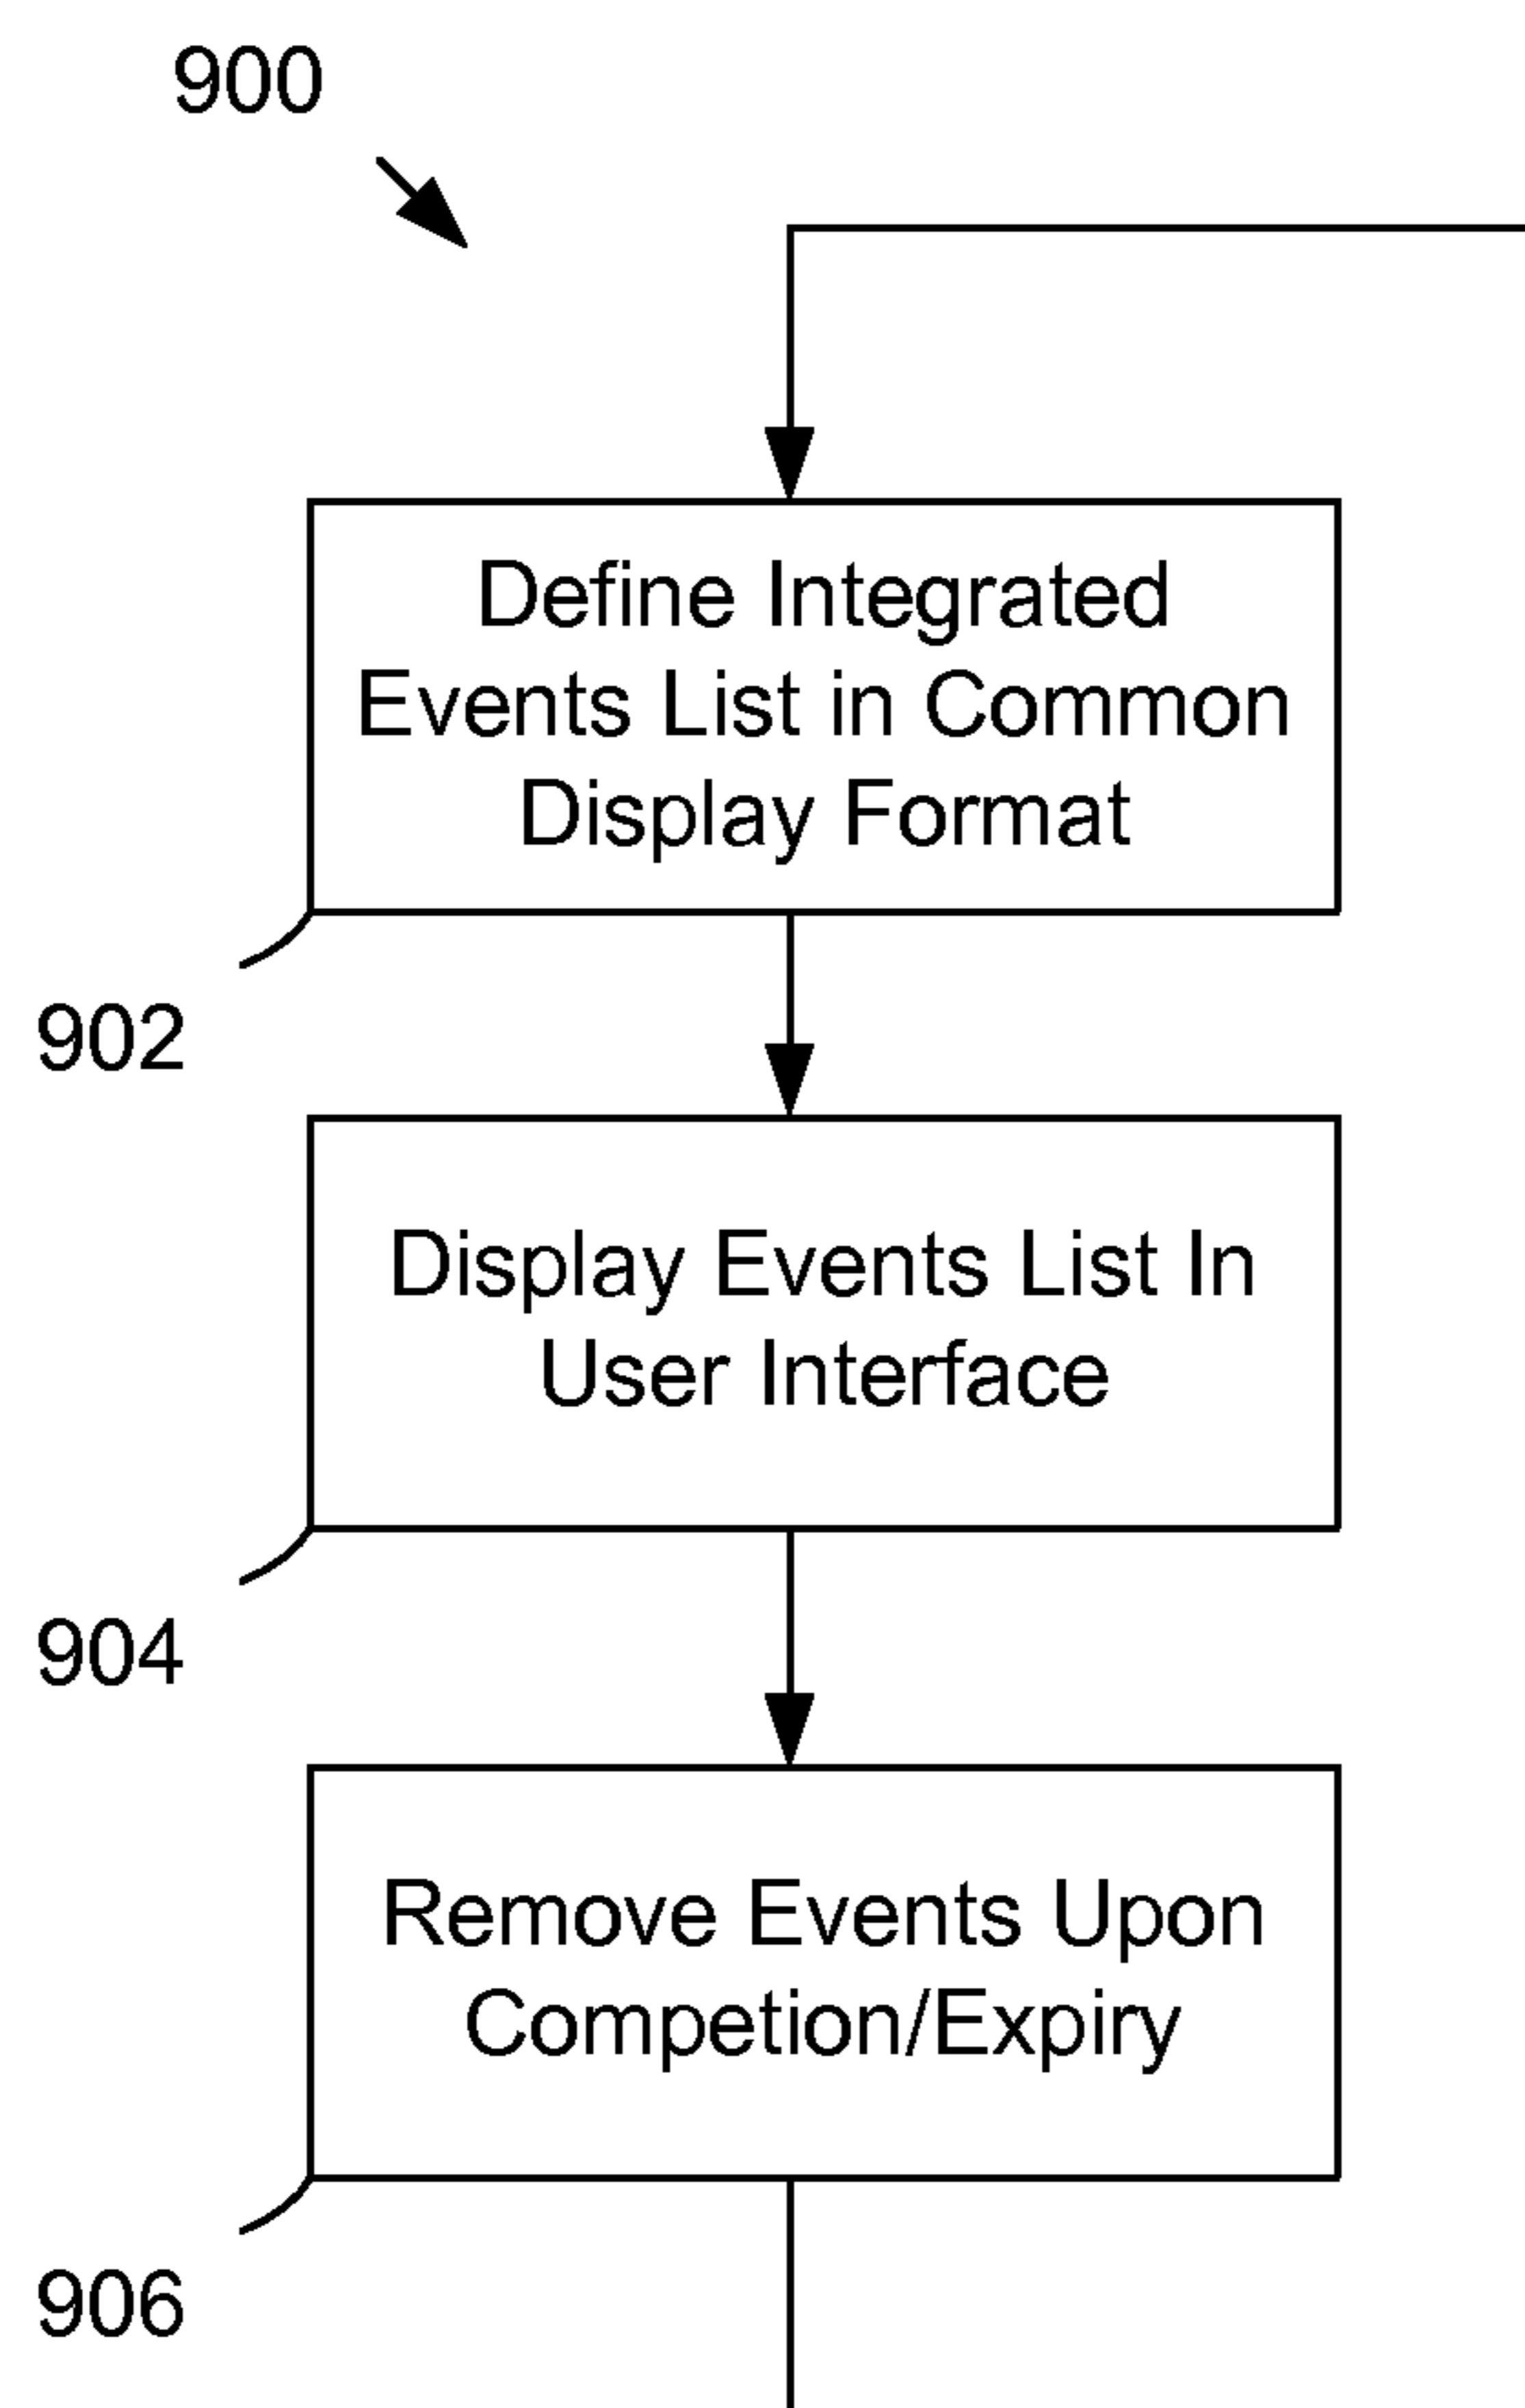 900
Define Integrated
Events List in Common
Display Format
902
Display Events List In
User Interface
904
Remove Events Upon
Competion/Expiry
906